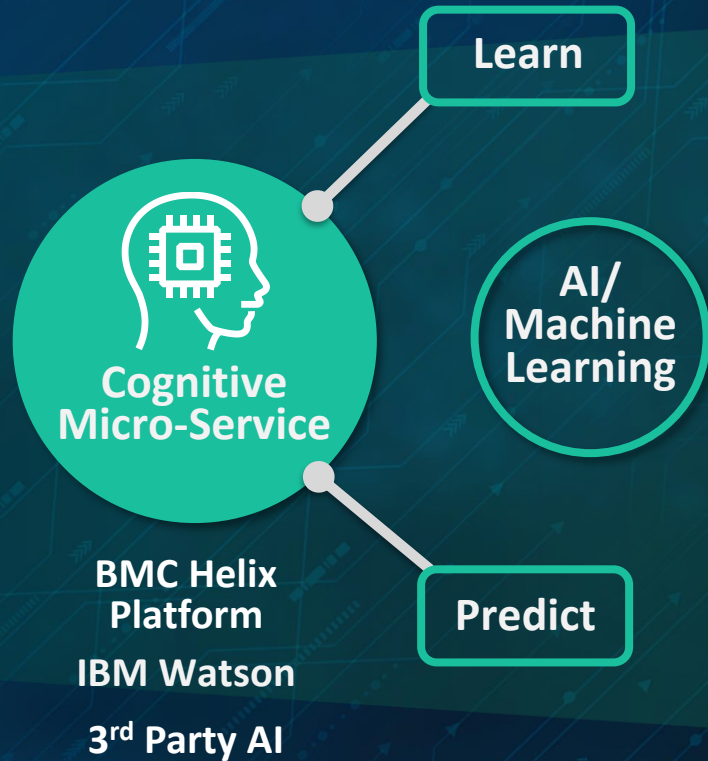 Learn
AI/
Machine
Learning
Cognitive
Micro-Service
BMC Helix
Platform
IBM Watson
3rd Party AI
Predict